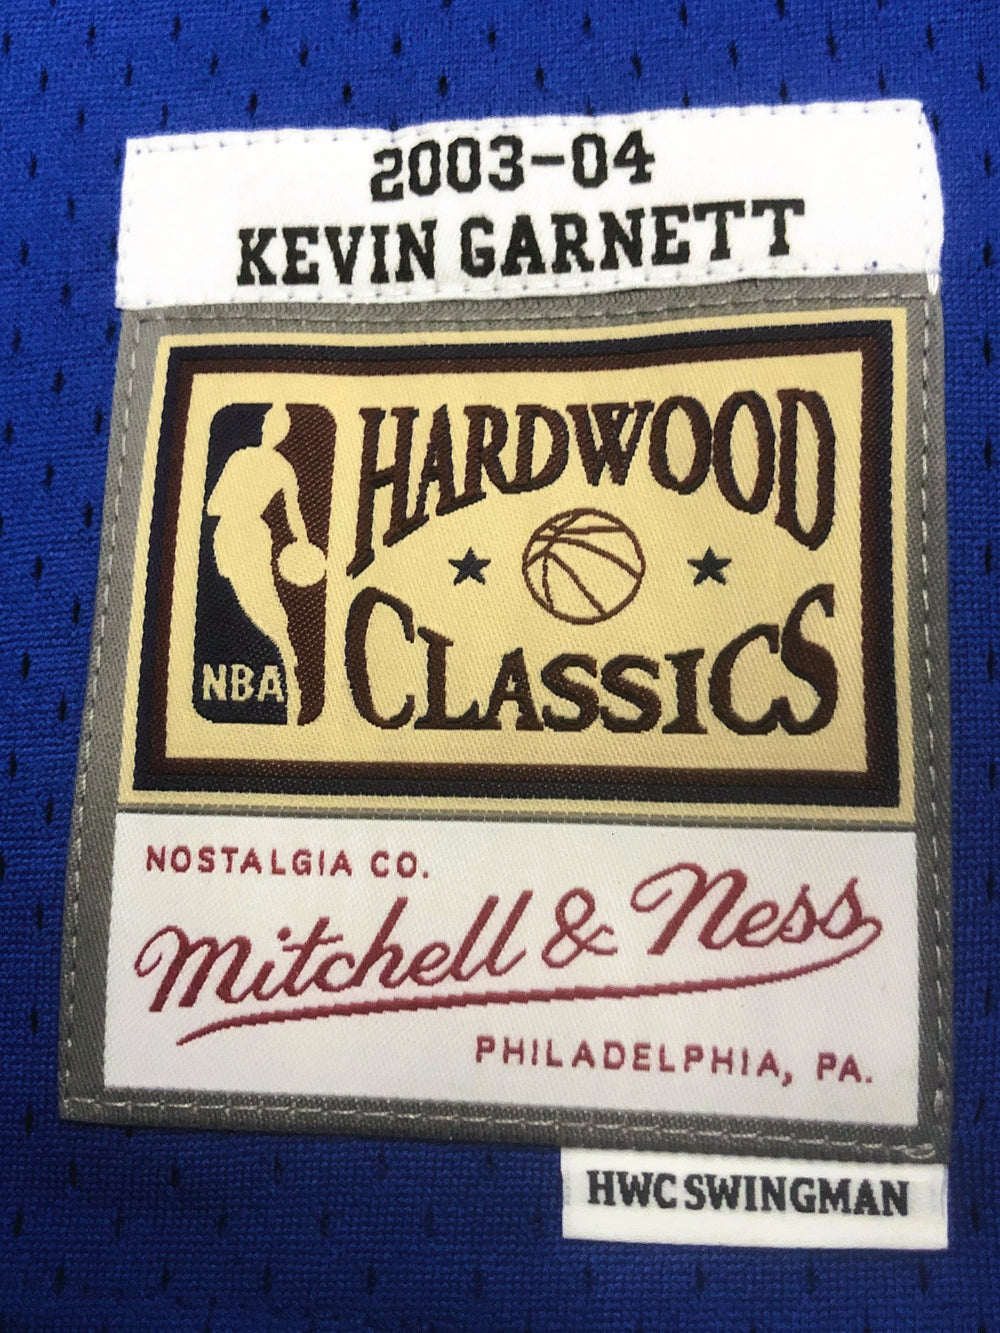 2003-04
KEVIN GARNETT
HARDWOOD
CLASSICS
NBA
NOSTALGIA CO.
Mitchell & Ness
PHILADELPHIA, PA.
HWC SWINGMAN